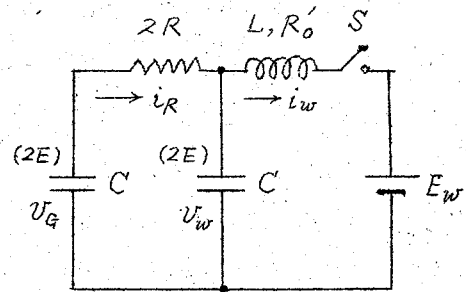 2R L, R₀′ S
i_R i_w
(2E) C (2E) C E_w
v_G v_w